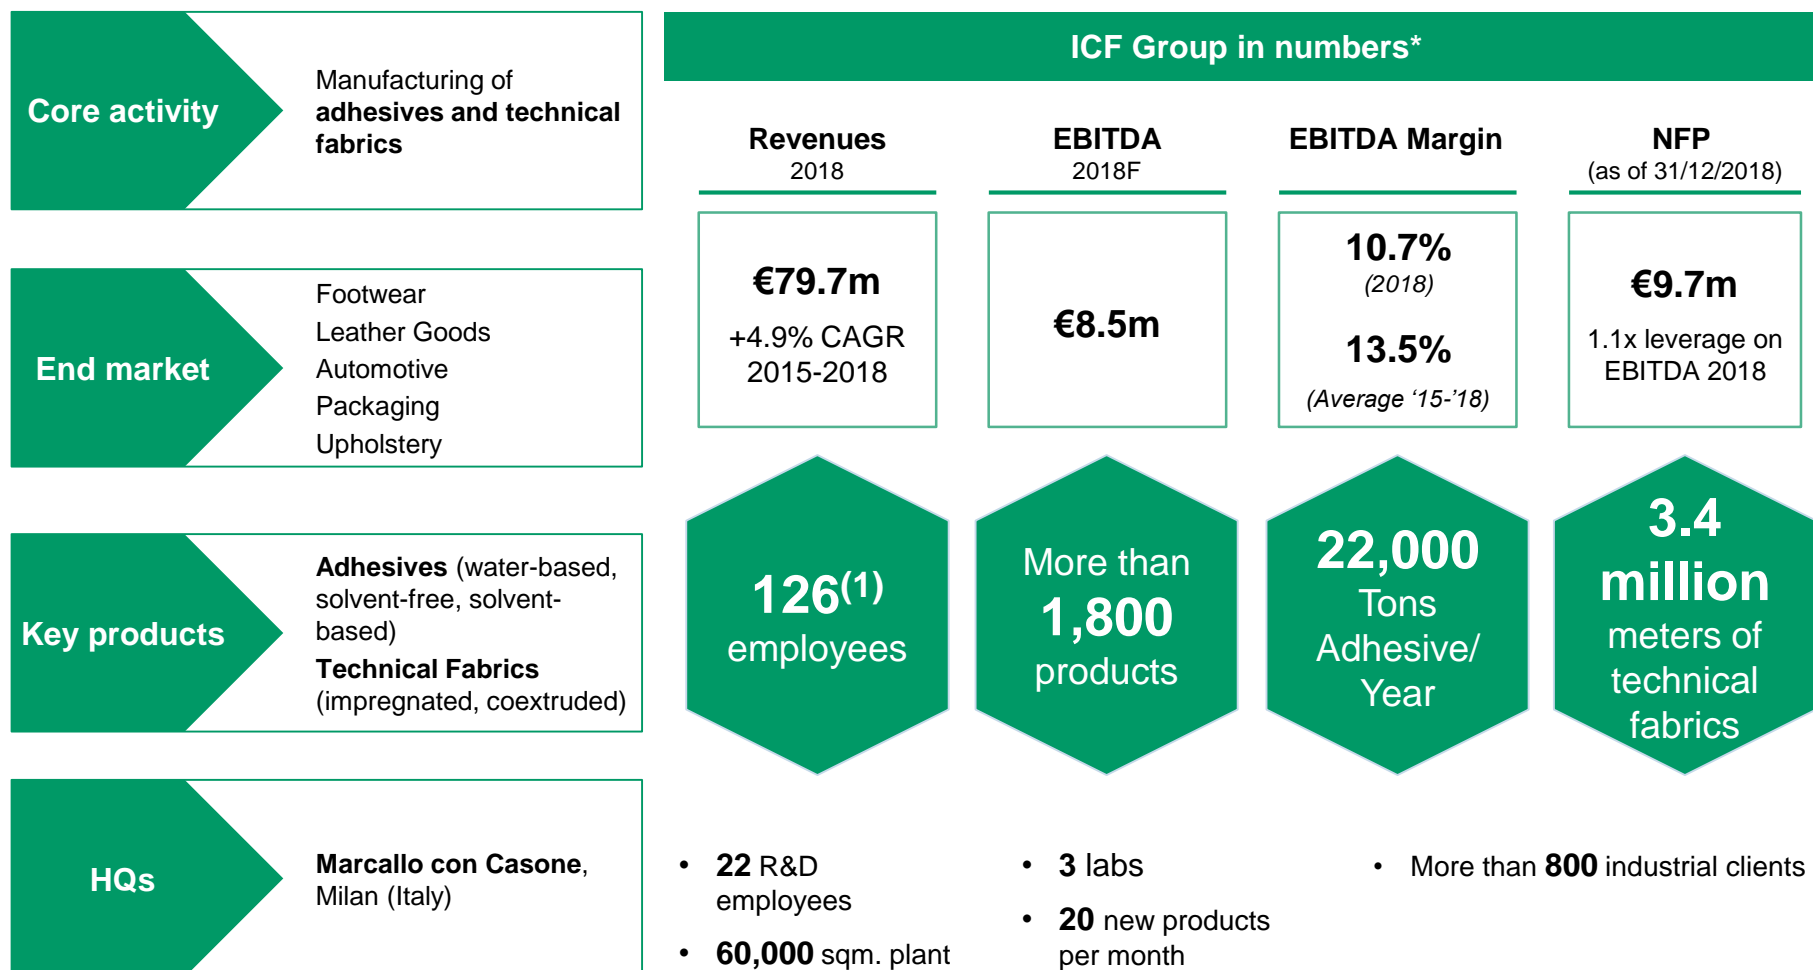 Core activity
Manufacturing of
adhesives and technical
fabrics
End market
Footwear
Leather Goods
Automotive
Packaging
Upholstery
Key products
Adhesives (water-based,
solvent-free, solvent-
based)
Technical Fabrics
(impregnated, coextruded)
HQs
Marcallo con Casone,
Milan (Italy)
ICF Group in numbers*
Revenues
2018
€79.7m
+4.9% CAGR
2015-2018
EBITDA
2018F
€8.5m
EBITDA Margin
10.7%
(2018)
13.5%
(Average ‘15-’18)
NFP
(as of 31/12/2018)
€9.7m
1.1x leverage on
EBITDA 2018
126(1)
employees
More than
1,800
products
22,000
Tons
Adhesive/
Year
3.4
million
meters of
technical
fabrics
• 22 R&D
employees
• 60,000 sqm. plant
• 3 labs
• 20 new products
per month
• More than 800 industrial clients